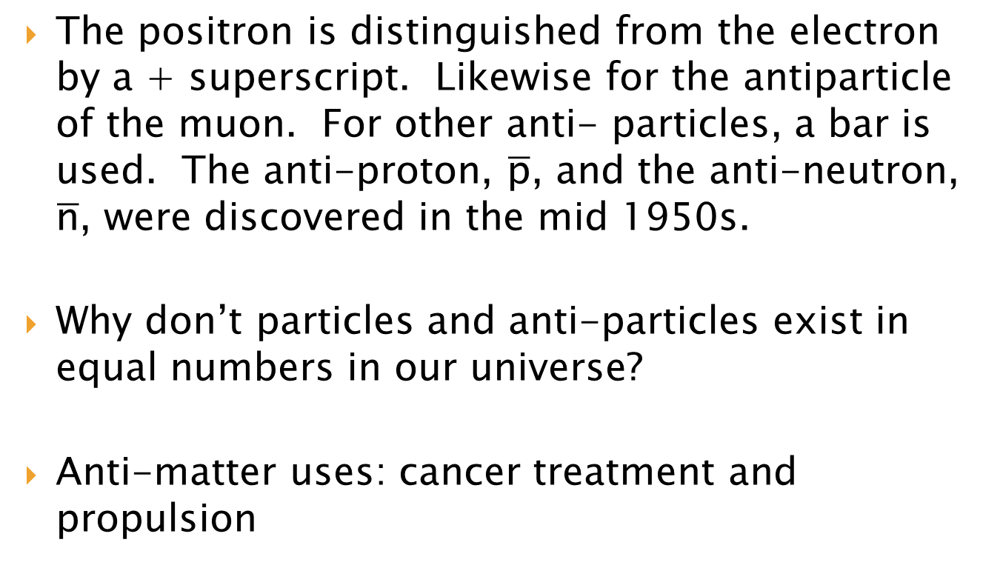 The positron is distinguished from the electron
by a + superscript.  Likewise for the antiparticle
of the muon.  For other anti- particles, a bar is
used.  The anti-proton, p̅, and the anti-neutron,
n̅, were discovered in the mid 1950s.
Why don’t particles and anti-particles exist in
equal numbers in our universe?
Anti-matter uses: cancer treatment and
propulsion